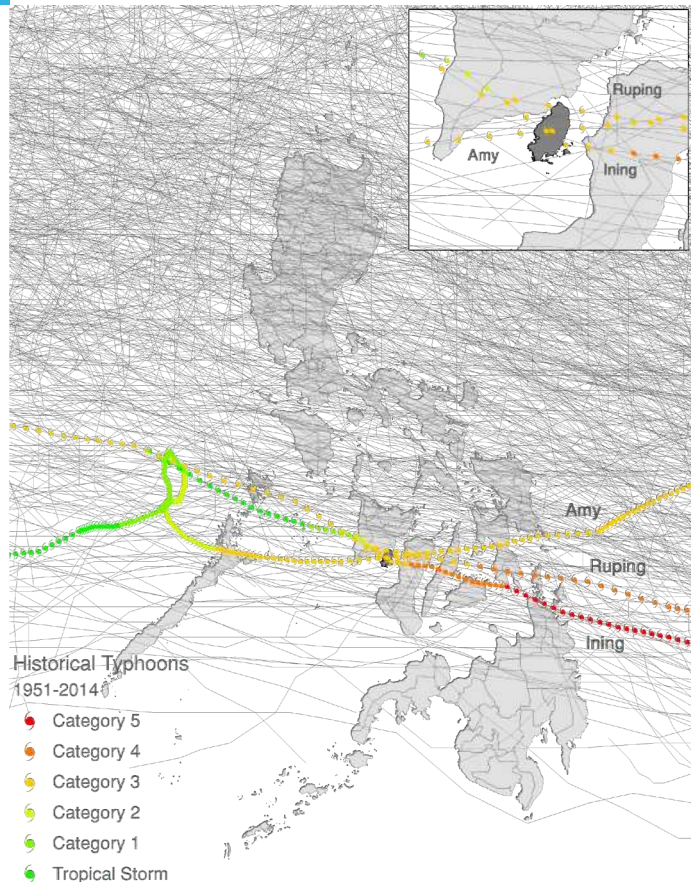 Ruping
Amy
Ining
Amy
Ruping
Ining
Historical Typhoons
1951-2014
Category 5
Category 4
Category 3
Category 2
Category 1
Tropical Storm